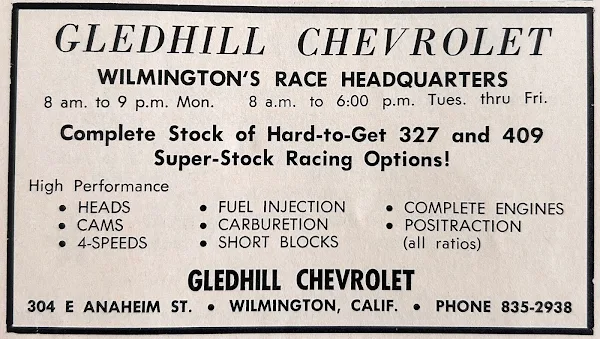 GLEDHILL CHEVROLET
WILMINGTON'S RACE HEADQUARTERS
8 am. to 9 p.m. Mon. 8 a.m. to 6:00 p.m. Tues. thru Fri.
Complete Stock of Hard-to-Get 327 and 409
Super-Stock Racing Options!
High Performance
• HEADS • FUEL INJECTION • COMPLETE ENGINES
• CAMS • CARBURETION • POSITRACTION
• 4-SPEEDS • SHORT BLOCKS (all ratios)
GLEDHILL CHEVROLET
304 E ANAHEIM ST. • WILMINGTON, CALIF. • PHONE 835-2938